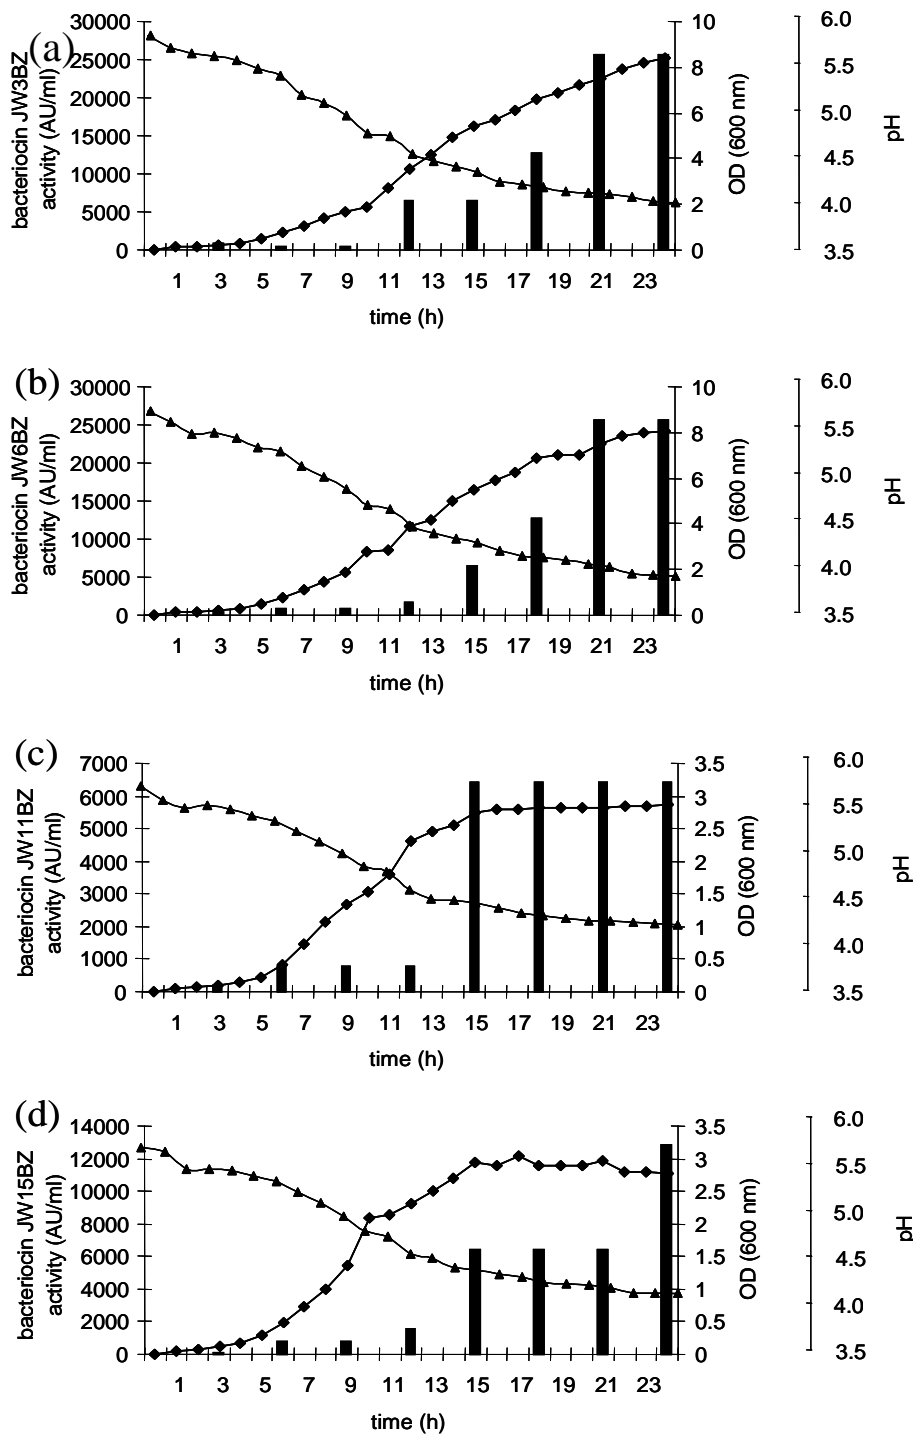 (a)
bacteriocin JW3BZ
activity (AU/ml)
30000
25000
20000
15000
10000
5000
0
10
8
6
4
2
0
OD (600 nm)
6.0
5.5
5.0
4.5
4.0
3.5
pH
1 3 5 7 9 11 13 15 17 19 21 23
time (h)
(b)
bacteriocin JW6BZ
activity (AU/ml)
30000
25000
20000
15000
10000
5000
0
10
8
6
4
2
0
OD (600 nm)
6.0
5.5
5.0
4.5
4.0
3.5
pH
1 3 5 7 9 11 13 15 17 19 21 23
time (h)
(c)
bacteriocin JW11BZ
activity (AU/ml)
7000
6000
5000
4000
3000
2000
1000
0
3.5
3
2.5
2
1.5
1
0.5
0
OD (600 nm)
6.0
5.5
5.0
4.5
4.0
3.5
pH
1 3 5 7 9 11 13 15 17 19 21 23
time (h)
(d)
bacteriocin JW15BZ
activity (AU/ml)
14000
12000
10000
8000
6000
4000
2000
0
3.5
3
2.5
2
1.5
1
0.5
0
OD (600 nm)
6.0
5.5
5.0
4.5
4.0
3.5
pH
1 3 5 7 9 11 13 15 17 19 21 23
time (h)